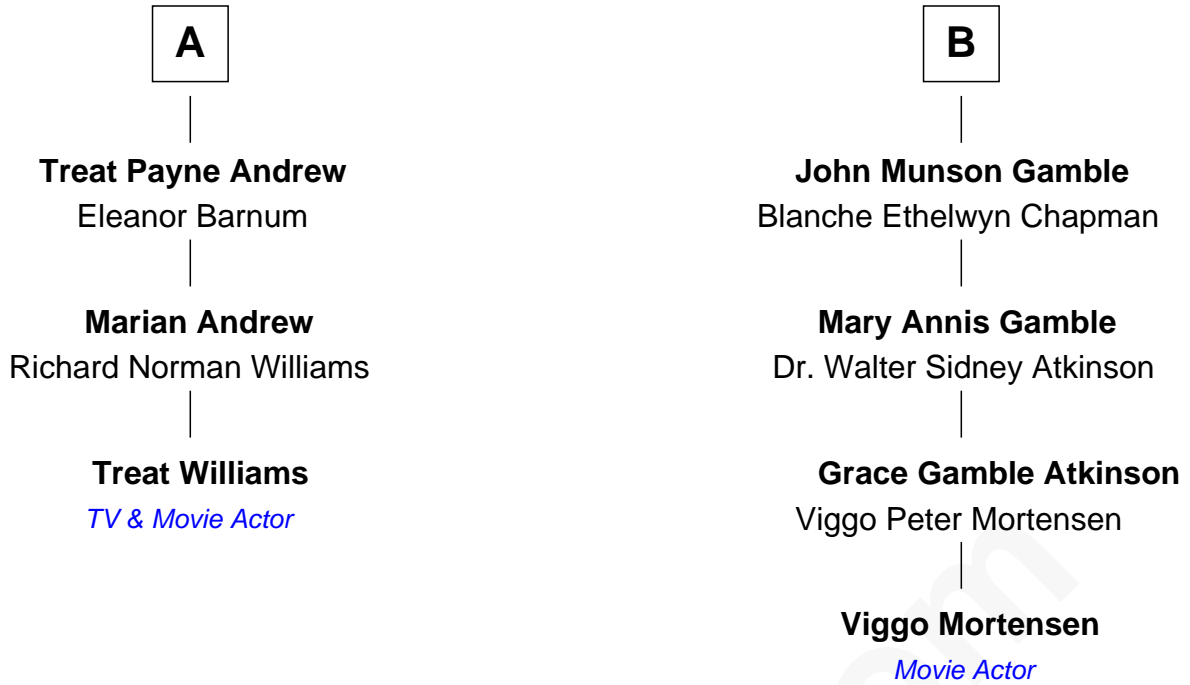 A
Treat Payne Andrew
Eleanor Barnum
Marian Andrew
Richard Norman Williams
Treat Williams
TV & Movie Actor
B
John Munson Gamble
Blanche Ethelwyn Chapman
Mary Annis Gamble
Dr. Walter Sidney Atkinson
Grace Gamble Atkinson
Viggo Peter Mortensen
Viggo Mortensen
Movie Actor
om